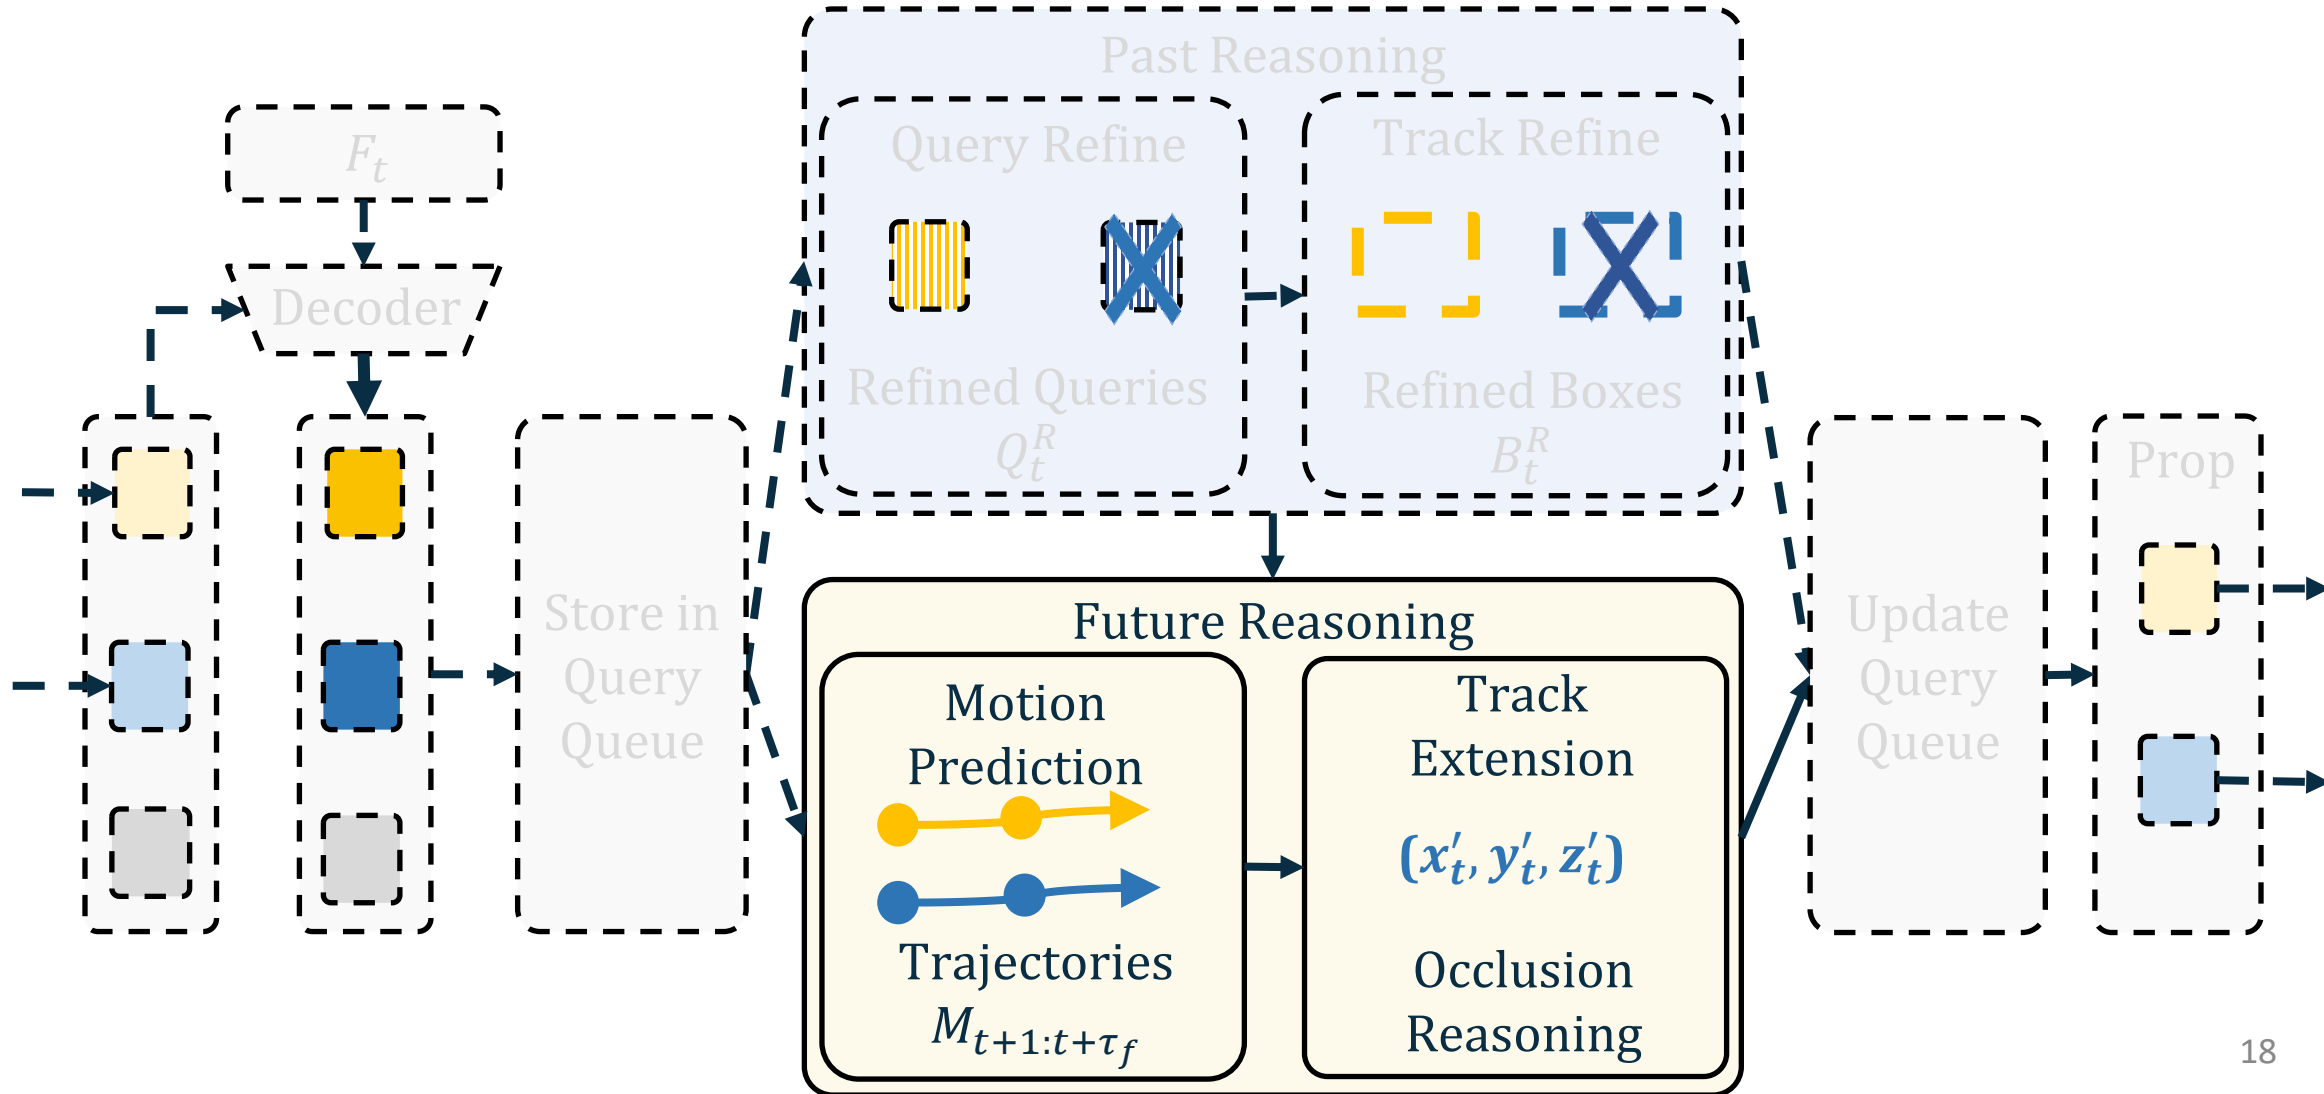 Past Reasoning
Query Refine
Refined Queries
Q_t^R
Track Refine
Refined Boxes
B_t^R
F_t
Decoder
Store in
Query
Queue
Future Reasoning
Motion
Prediction
Trajectories
M_{t+1:t+τ_f}
Track
Extension
(x'_t, y'_t, z'_t)
Occlusion
Reasoning
Update
Query
Queue
Prop
18